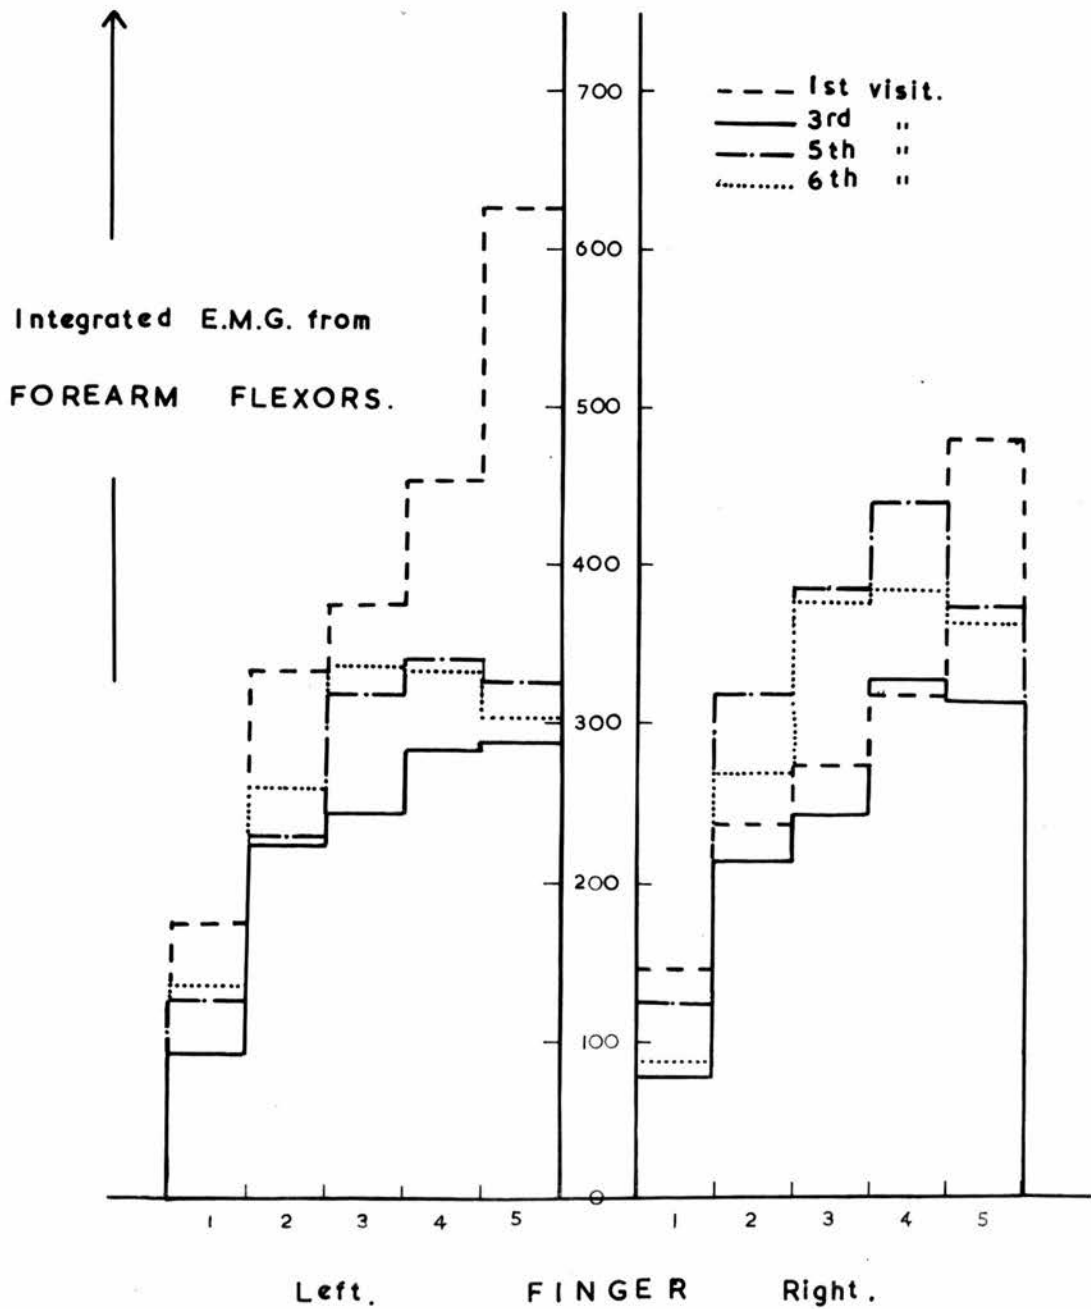 1st visit.
3rd "
5th "
6th "
Integrated E.M.G. from
FOREARM FLEXORS.
700
600
500
400
300
200
100
0
1 2 3 4 5
1 2 3 4 5
Left. FINGER Right.